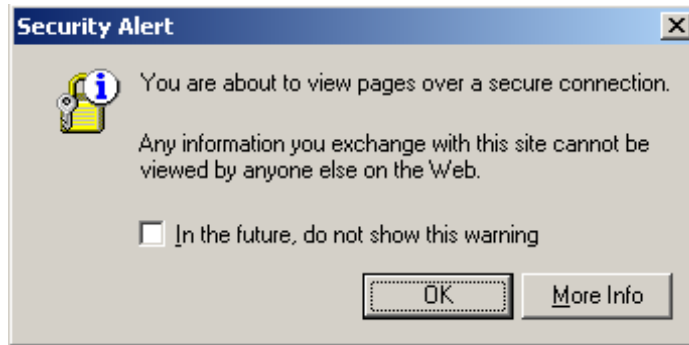 Security Alert
You are about to view pages over a secure connection.
Any information you exchange with this site cannot be
viewed by anyone else on the Web.
In the future, do not show this warning
OK
More Info